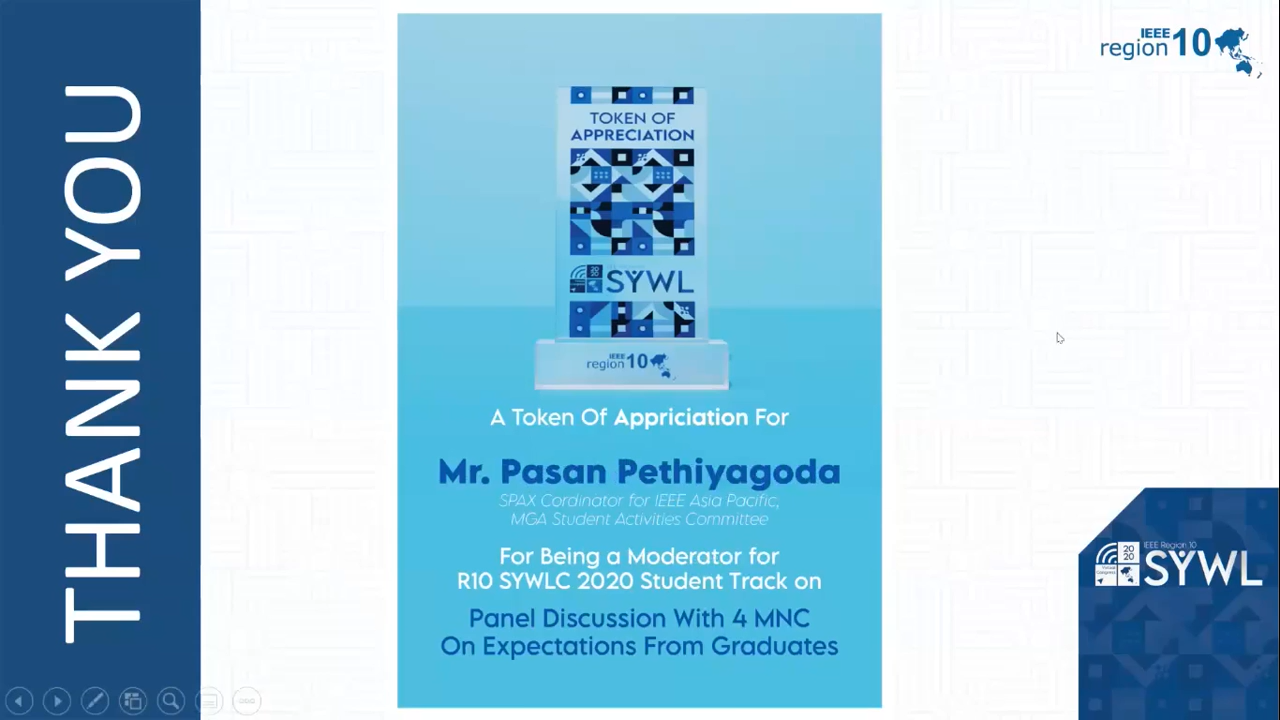 THANK YOU
TOKEN OF
APPRECIATION
SYWL
IEEE
region 10
A Token Of Appriciation For
Mr. Pasan Pethiyagoda
SPAX Cordinator for IEEE Asia Pacific,
MGA Student Activities Committee
For Being a Moderator for
R10 SYWLC 2020 Student Track on
Panel Discussion With 4 MNC
On Expectations From Graduates
IEEE
region 10
IEEE Region 10
2020
SYWL